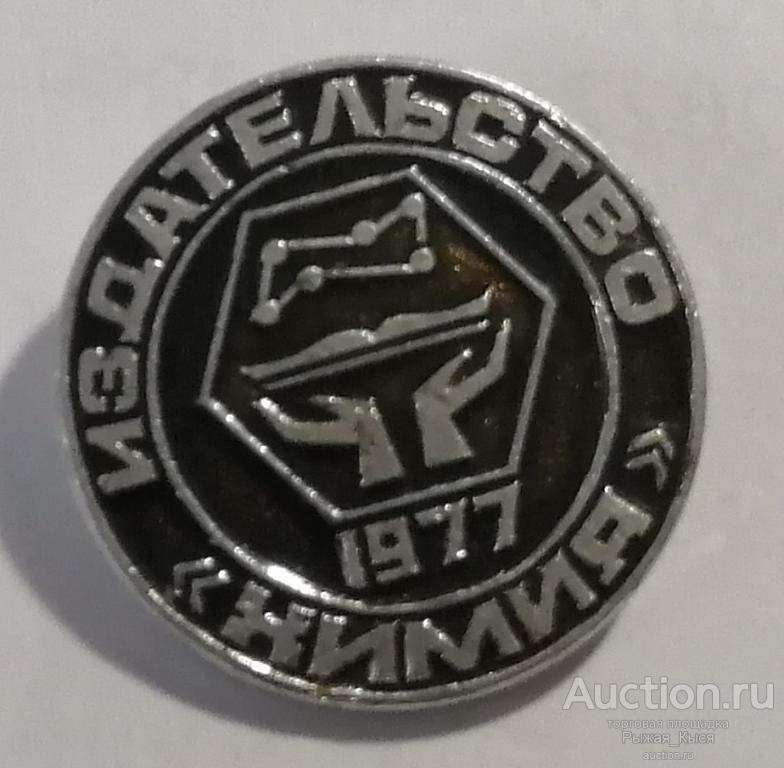 ИЗДАТЕЛЬСТВО
«ХИМИЯ»
1977
Auction.ru
торговая площадка
Рыжая_Кыся
auction.ru